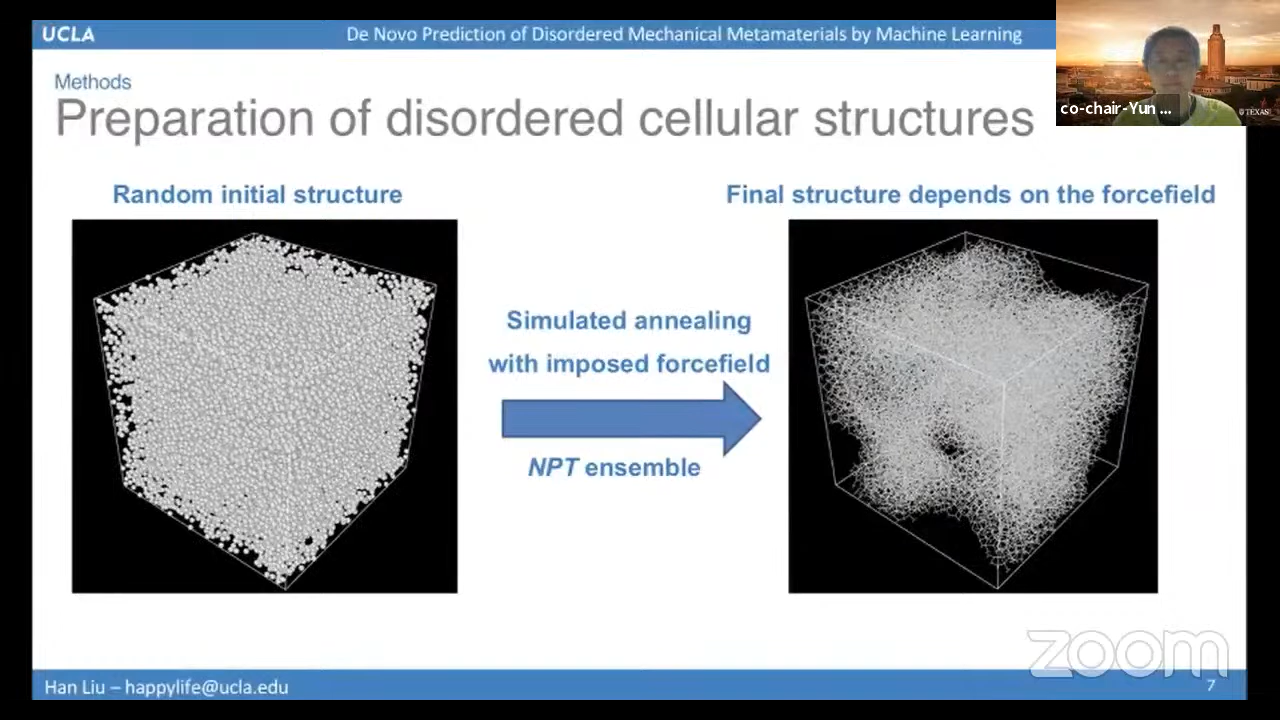 UCLA
De Novo Prediction of Disordered Mechanical Metamaterials by Machine Learning
co-chair-Yun ...
TEXAS
Methods
Preparation of disordered cellular structures
Random initial structure
Final structure depends on the forcefield
Simulated annealing
with imposed forcefield
NPT ensemble
zoom
Han Liu – happylife@ucla.edu
7